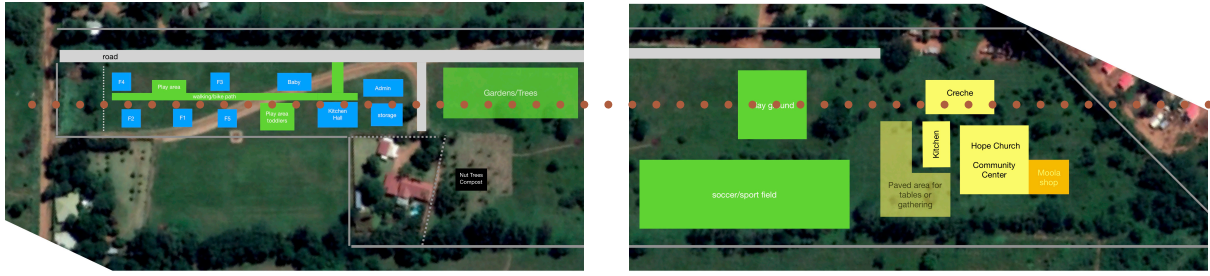 road
F4
Play area
F3
Baby
Admin
walking/bike path
F2
F1
F5
Play area
toddlers
Kitchen
Hall
storage
Gardens/Trees
Nut Trees
Compost
Play ground
soccer/sport field
Creche
Kitchen
Hope Church
Community
Center
Moola
shop
Paved area for
tables or
gathering